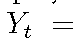 Y_t =